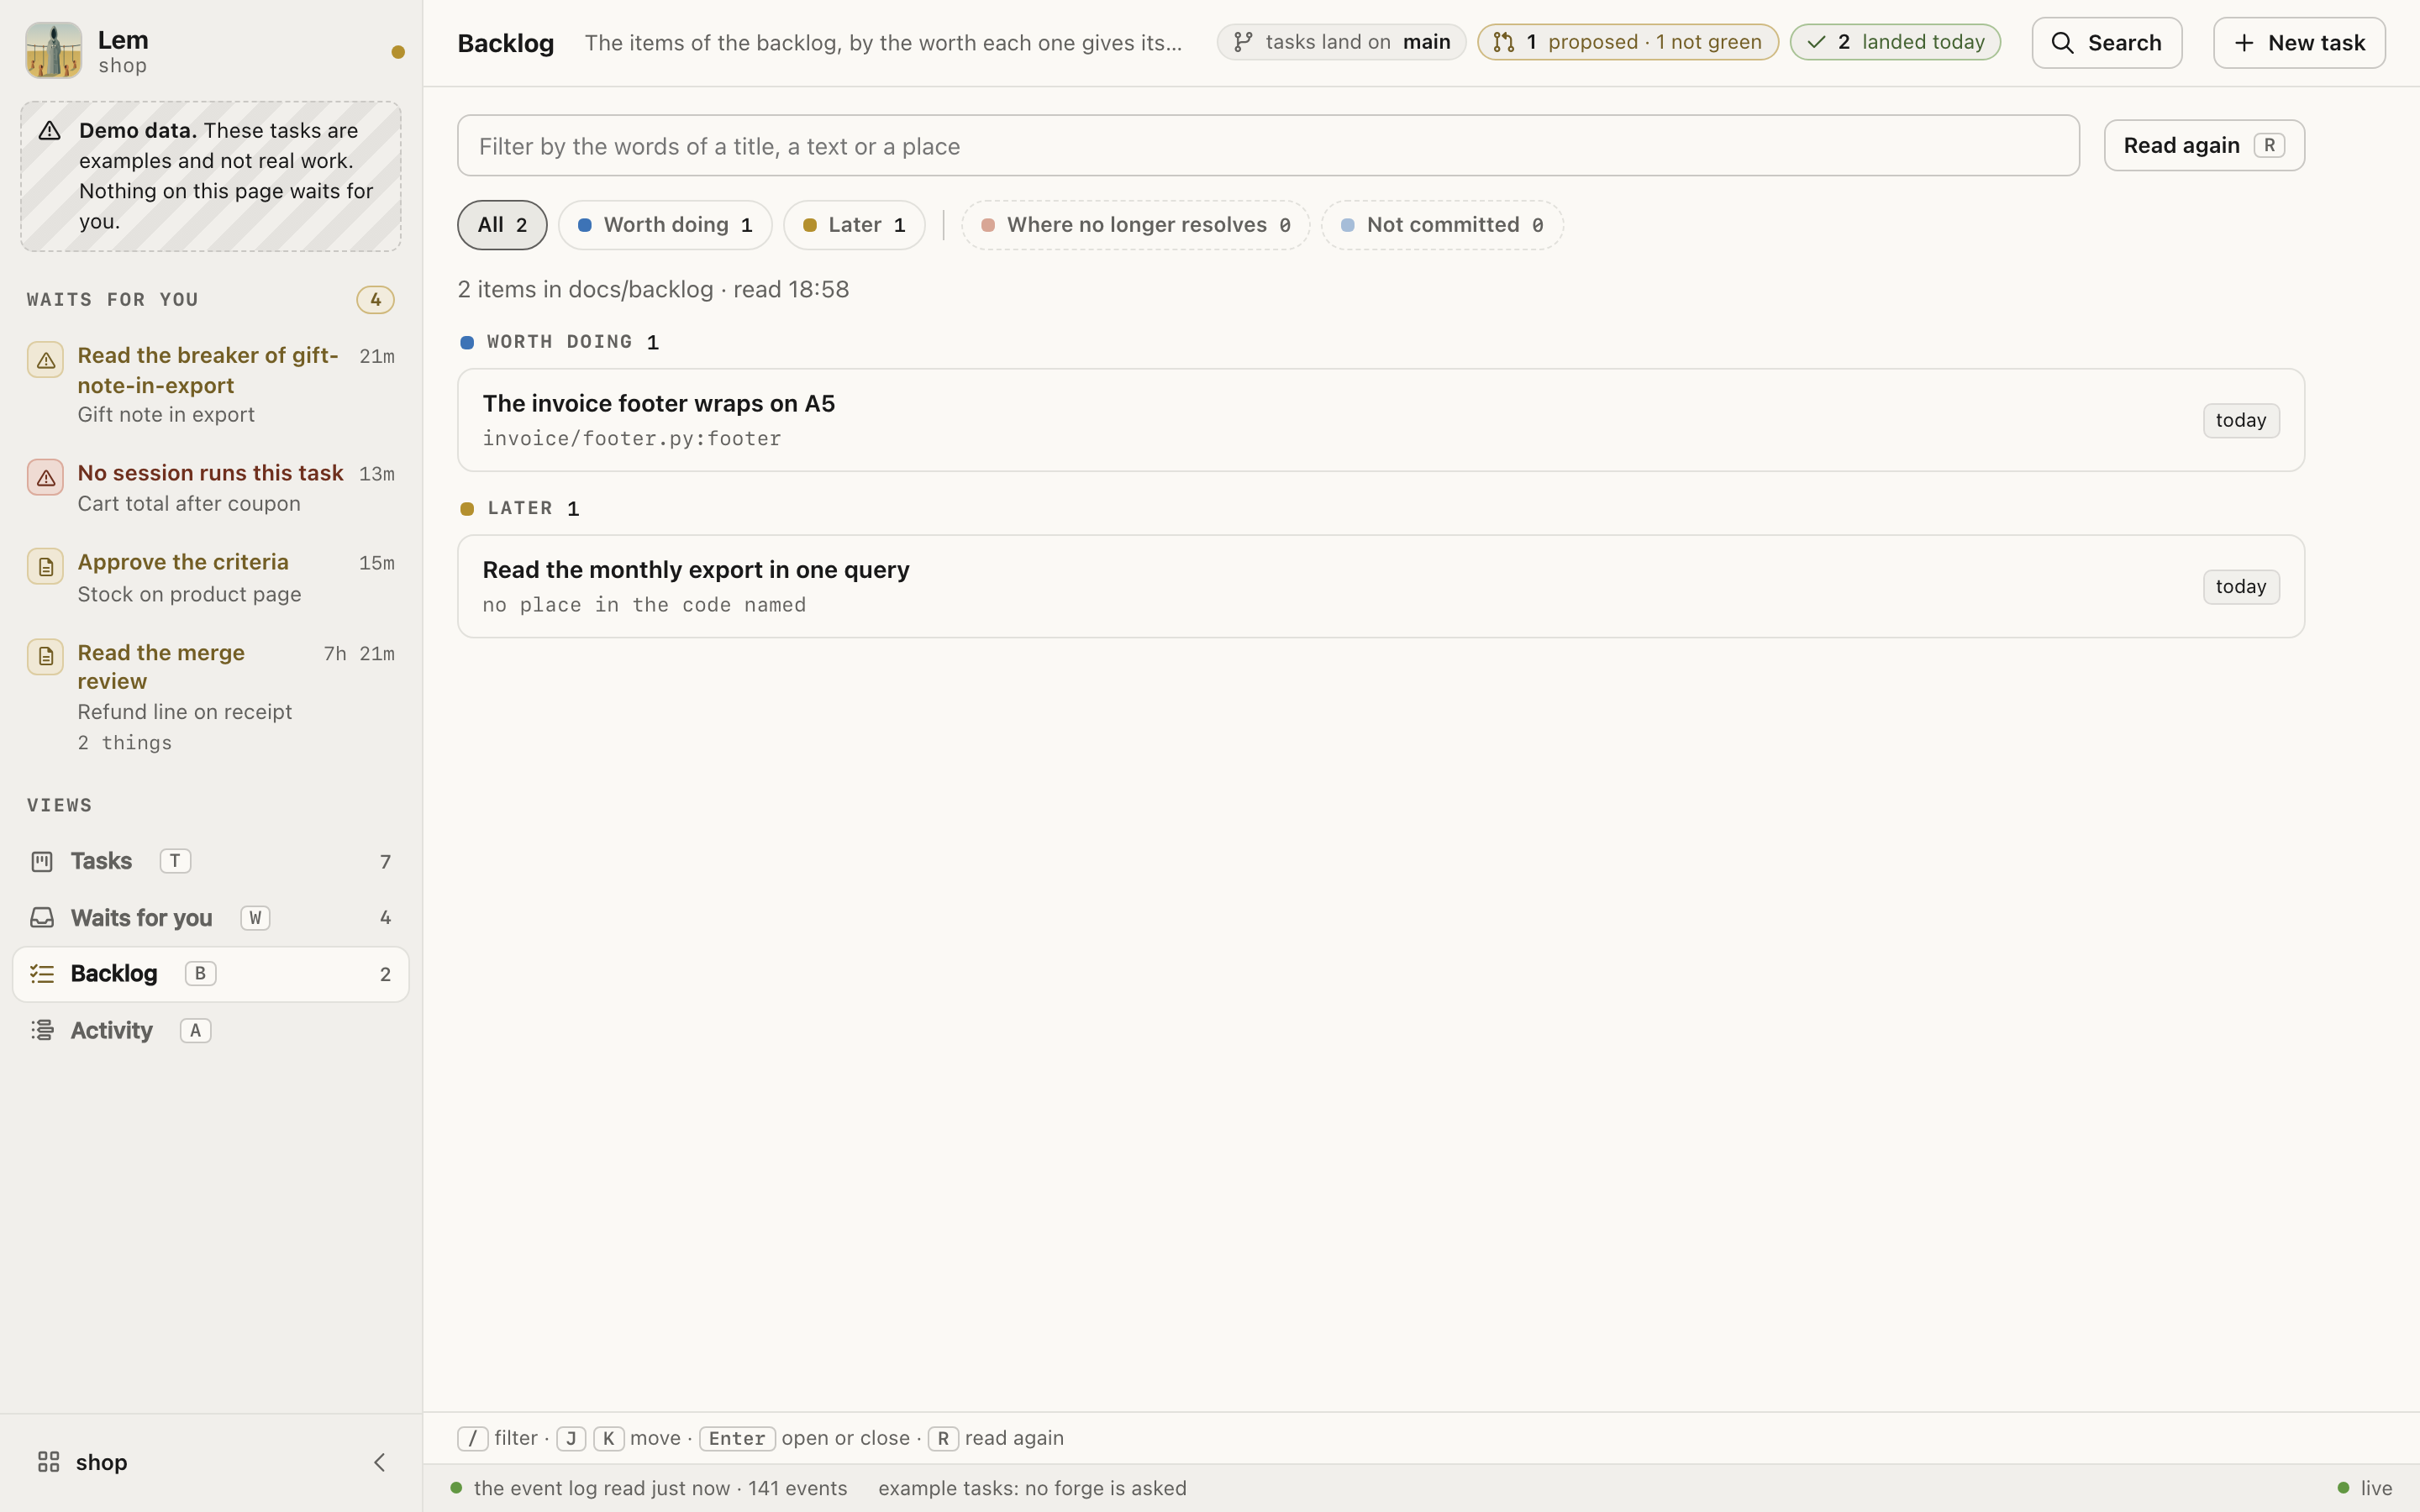 Lem
shop
Demo data. These tasks are
examples and not real work.
Nothing on this page waits for
you.
WAITS FOR YOU 4
Read the breaker of gift- 21m
note-in-export
Gift note in export
No session runs this task 13m
Cart total after coupon
Approve the criteria 15m
Stock on product page
Read the merge 7h 21m
review
Refund line on receipt
2 things
VIEWS
Tasks T 7
Waits for you W 4
Backlog B 2
Activity A
shop
Backlog The items of the backlog, by the worth each one gives its... tasks land on main 1 proposed · 1 not green 2 landed today Search New task
Filter by the words of a title, a text or a place Read again R
All 2 Worth doing 1 Later 1 Where no longer resolves 0 Not committed 0
2 items in docs/backlog · read 18:58
WORTH DOING 1
The invoice footer wraps on A5
invoice/footer.py:footer
today
LATER 1
Read the monthly export in one query
no place in the code named
today
/ filter · J K move · Enter open or close · R read again
the event log read just now · 141 events example tasks: no forge is asked live